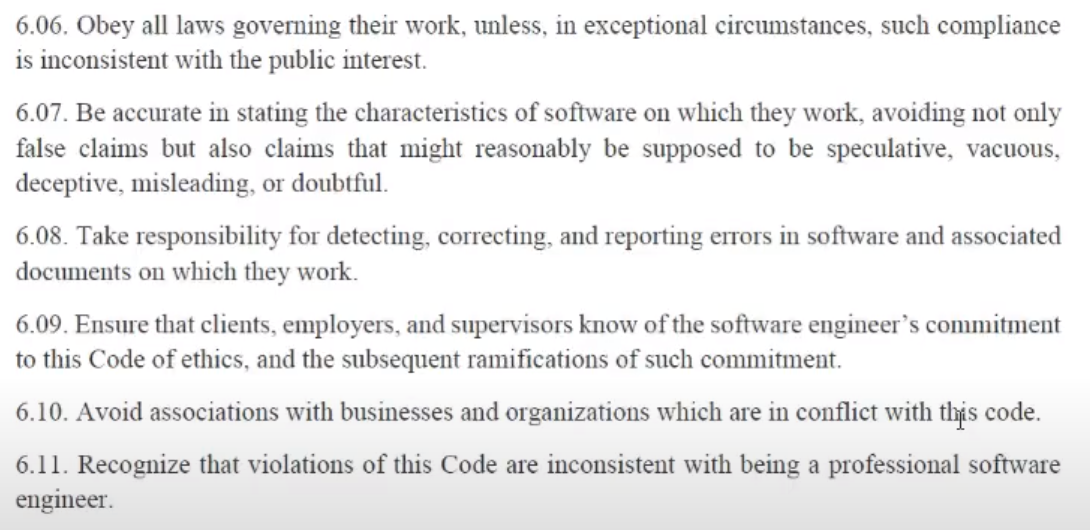 6.06. Obey all laws governing their work, unless, in exceptional circumstances, such compliance
is inconsistent with the public interest.
6.07. Be accurate in stating the characteristics of software on which they work, avoiding not only
false claims but also claims that might reasonably be supposed to be speculative, vacuous,
deceptive, misleading, or doubtful.
6.08. Take responsibility for detecting, correcting, and reporting errors in software and associated
documents on which they work.
6.09. Ensure that clients, employers, and supervisors know of the software engineer’s commitment
to this Code of ethics, and the subsequent ramifications of such commitment.
6.10. Avoid associations with businesses and organizations which are in conflict with this code.
6.11. Recognize that violations of this Code are inconsistent with being a professional software
engineer.